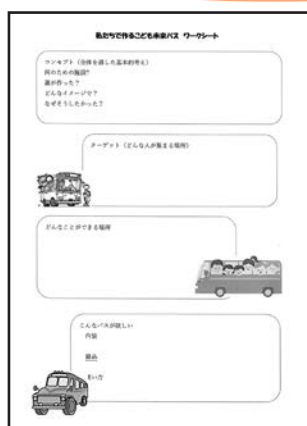 私たちで作るこども未来バス ワークシート
コンセプト（全体を通した基本的考え）
何のための施設?
誰が作った？
どんなイメージで？
なぜそうしたかった？
ターゲット（どんな人が集まる場所）
どんなことができる場所
こんなバスが欲しい
内装
備品
使い方